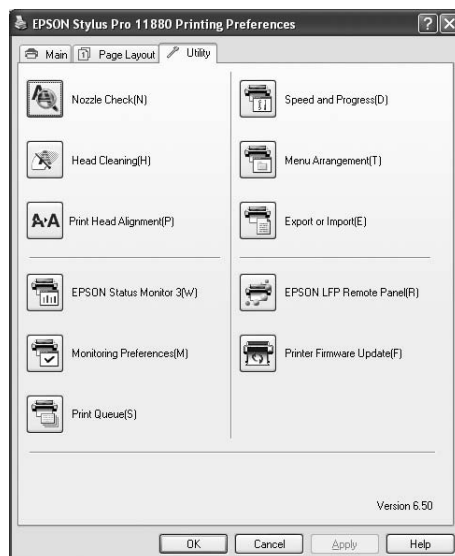 EPSON Stylus Pro 11880 Printing Preferences
Main
Page Layout
Utility
Nozzle Check(N)
Speed and Progress(D)
Head Cleaning(H)
Menu Arrangement(T)
Print Head Alignment(P)
Export or Import(E)
EPSON Status Monitor 3(W)
EPSON LFP Remote Panel(R)
Monitoring Preferences(M)
Printer Firmware Update(F)
Print Queue(S)
Version 6.50
OK
Cancel
Apply
Help